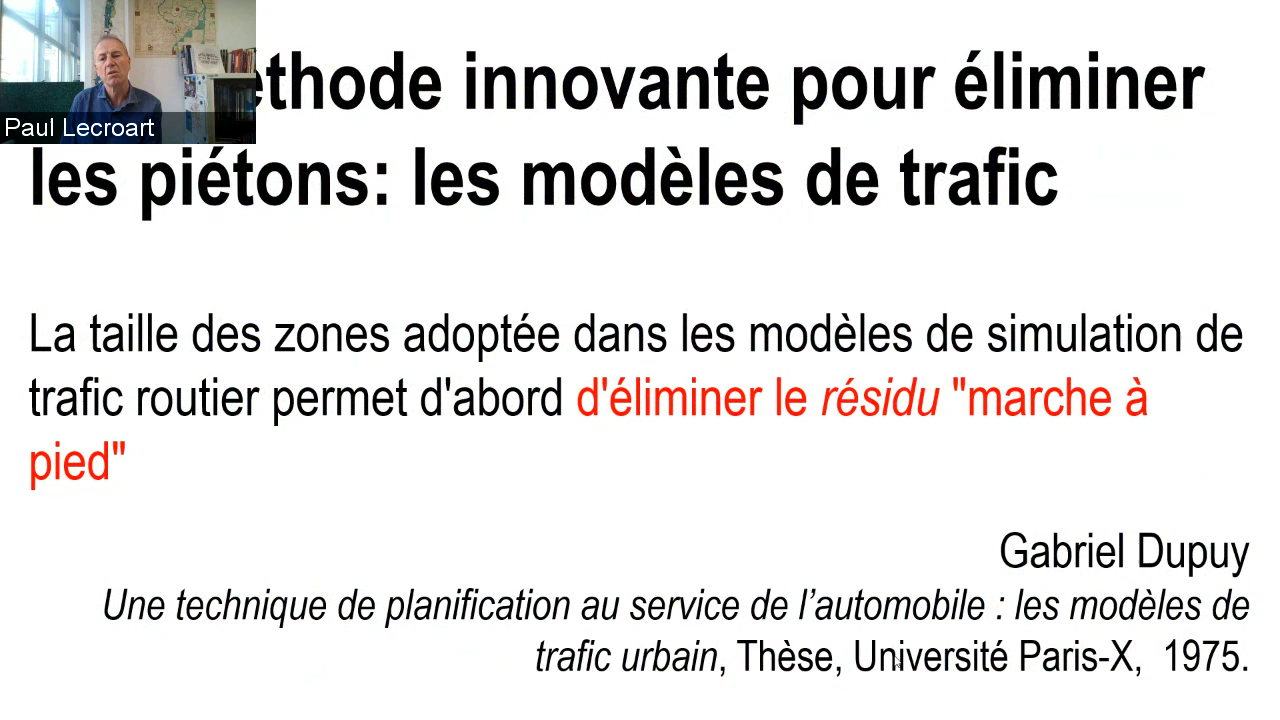 thode innovante pour éliminer
les piétons: les modèles de trafic
Paul Lecroart
La taille des zones adoptée dans les modèles de simulation de
trafic routier permet d'abord d'éliminer le résidu "marche à
pied"
Gabriel Dupuy
Une technique de planification au service de l’automobile : les modèles de
trafic urbain, Thèse, Université Paris-X, 1975.